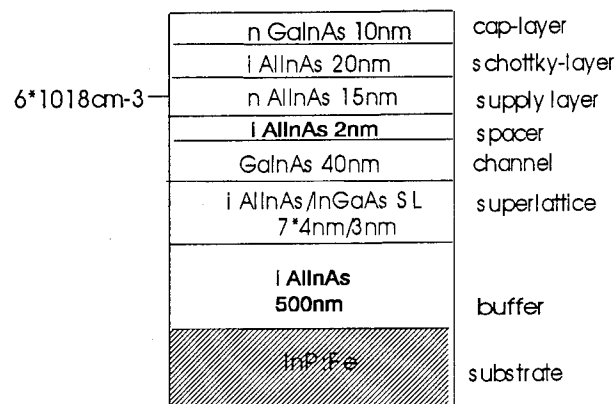 n GaInAs 10nm cap-layer
i AlInAs 20nm schottky-layer
6*1018cm-3 n AlInAs 15nm supply layer
i AlInAs 2nm spacer
GaInAs 40nm channel
i AlInAs/InGaAs SL superlattice
7*4nm/3nm
i AlInAs
500nm buffer
InP:Fe substrate